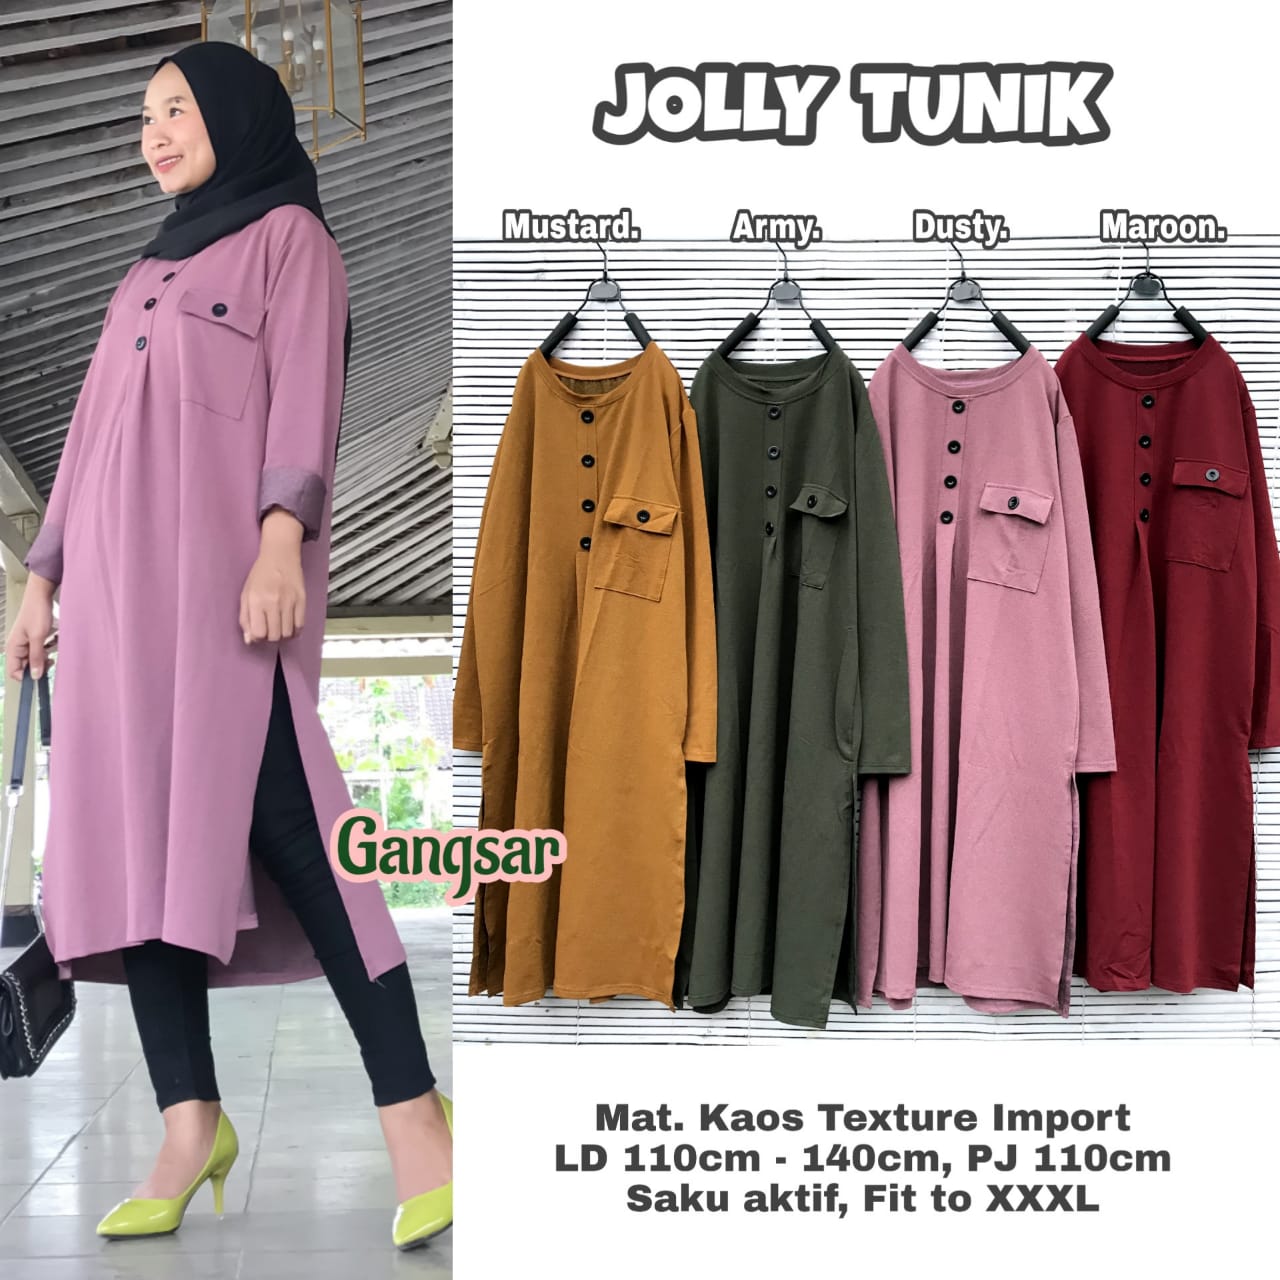 JOLLY TUNIK
Mustard. Army. Dusty. Maroon.
Gangsar
Mat. Kaos Texture Import
LD 110cm - 140cm, PJ 110cm
Saku aktif, Fit to XXXL